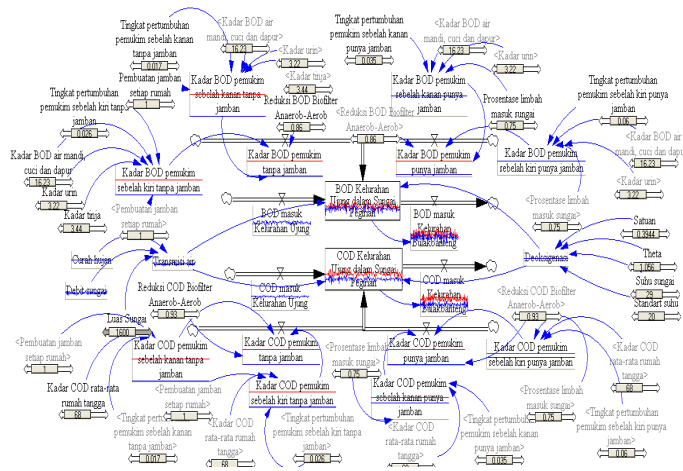 Tingkat pertumbuhan
pemukim sebelah kanan
tanpa jamban
0.017
<Kadar BOD air
mandi, cuci dan dapur>
16.23
<Kadar urin>
3.22
<Kadar tinja>
3.44
Pembuatan jamban
setiap rumah
1
Kadar BOD pemukim
sebelah kanan tanpa
jamban
Reduksi BOD Biofilter
Anaerob-Aerob
0.86
Tingkat pertumbuhan
pemukim sebelah kanan
punya jamban
0.035
<Kadar BOD air
mandi, cuci dan dapur>
16.23
<Kadar urin>
3.22
Kadar BOD pemukim
sebelah kanan punya
jamban
Prosentase limbah
masuk sungai
0.75
Tingkat pertumbuhan
pemukim sebelah kiri punya
jamban
0.06
<Kadar BOD air
mandi, cuci dan dapur>
16.23
<Kadar urin>
3.22
Tingkat pertumbuhan
pemukim sebelah kiri tanpa
jamban
0.026
Kadar BOD air mandi,
cuci dan dapur
16.23
Kadar urin
3.22
Kadar tinja
3.44
Kadar BOD pemukim
sebelah kiri tanpa jamban
Kadar BOD pemukim
tanpa jamban
<Reduksi BOD Biofilter
Anaerob-Aerob>
0.86
Kadar BOD pemukim
punya jamban
Kadar BOD pemukim
sebelah kiri punya jamban
<Prosentase limbah
masuk sungai>
0.75
<Pembuatan jamban
setiap rumah>
1
BOD masuk
Kelurahan Ujung
BOD Kelurahan
Ujung dalam Sungai
Pegirian
BOD masuk
Kelurahan
Bulakbanteng
Satuan
0.3944
Theta
1.056
Suhu sungai
29
Standart suhu
20
Deoksigenasi
Curah hujan
Debit sungai
Transmisi air
Luas Sungai
1600
COD masuk
Kelurahan Ujung
COD Kelurahan
Ujung dalam Sungai
Pegirian
COD masuk
Kelurahan
Bulakbanteng
Reduksi COD Biofilter
Anaerob-Aerob
0.93
<Reduksi COD Biofilter
Anaerob-Aerob>
0.93
<Pembuatan jamban
setiap rumah>
1
Kadar COD rata-rata
rumah tangga
68
Kadar COD pemukim
sebelah kanan tanpa
jamban
Kadar COD pemukim
tanpa jamban
<Prosentase limbah
masuk sungai>
0.75
Kadar COD pemukim
punya jamban
Kadar COD pemukim
sebelah kiri punya jamban
<Kadar COD
rata-rata rumah
tangga>
68
<Pembuatan jamban
setiap rumah>
1
Kadar COD pemukim
sebelah kiri tanpa jamban
Kadar COD pemukim
sebelah kanan punya
jamban
<Prosentase limbah
masuk sungai>
0.75
<Tingkat pertumbuhan
pemukim sebelah kanan
tanpa jamban>
0.017
<Kadar COD
rata-rata rumah
tangga>
68
<Tingkat pertumbuhan
pemukim sebelah kiri tanpa
jamban>
0.026
<Kadar COD
rata-rata rumah
tangga>
<Tingkat pertumbuhan
pemukim sebelah kanan
punya jamban>
0.035
<Tingkat pertumbuhan
pemukim sebelah kiri punya
jamban>
0.06